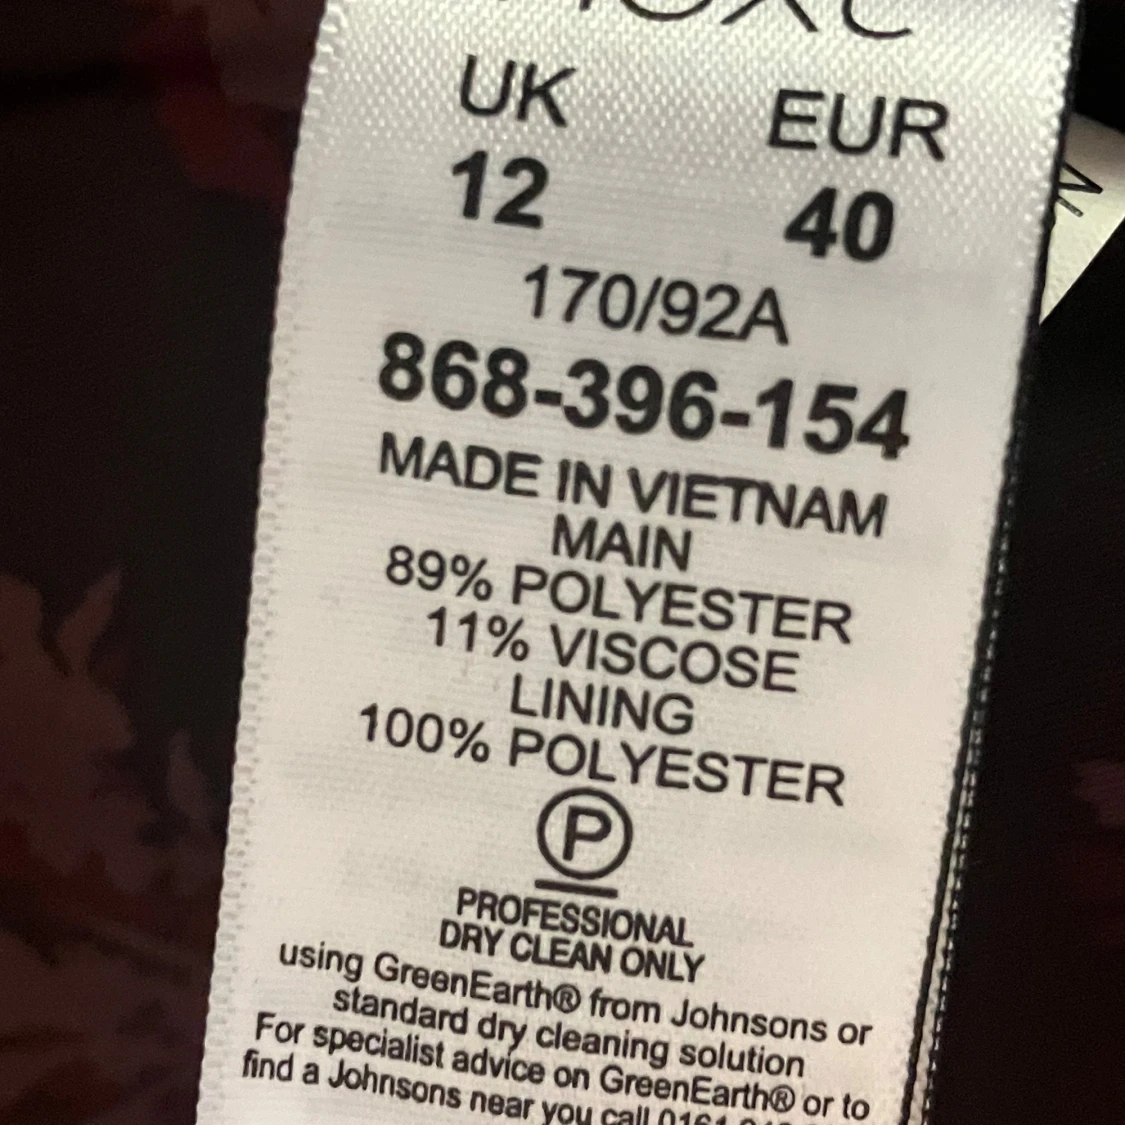 UK EUR
12 40
170/92A
868-396-154
MADE IN VIETNAM
MAIN
89% POLYESTER
11% VISCOSE
LINING
100% POLYESTER
P
PROFESSIONAL
DRY CLEAN ONLY
using GreenEarth® from Johnsons or
standard dry cleaning solution
For specialist advice on GreenEarth® or to
find a Johnsons near you call 0161